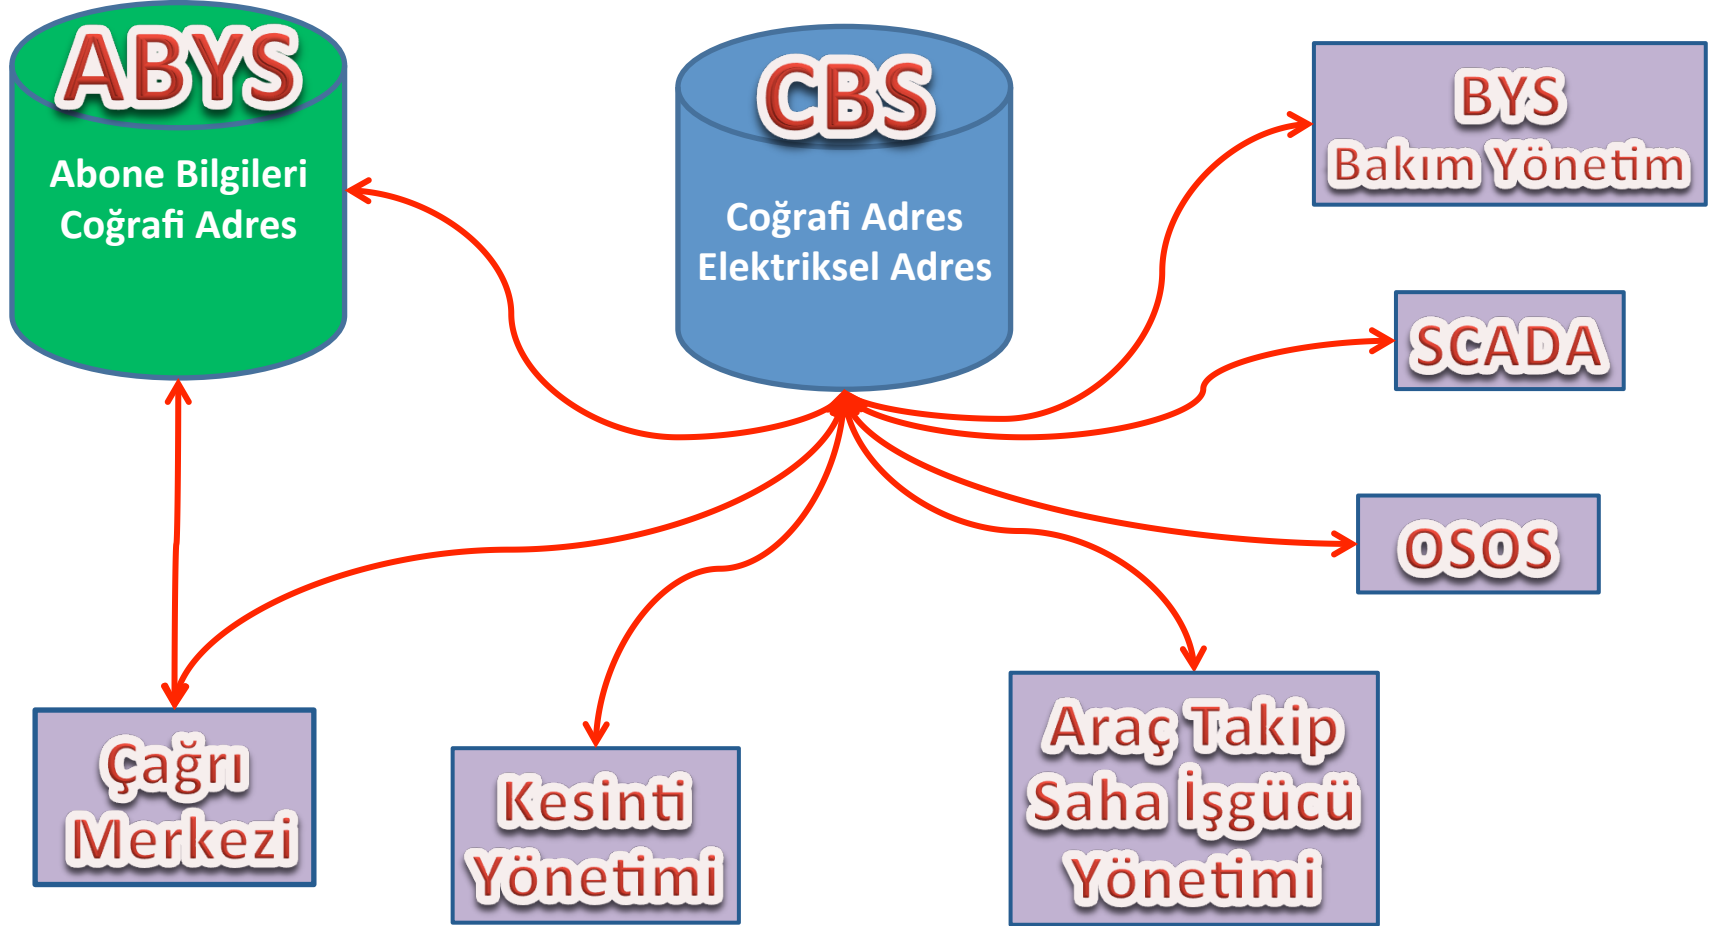 ABYS
Abone Bilgileri
Coğrafi Adres
CBS
Coğrafi Adres
Elektriksel Adres
BYS
Bakım Yönetim
SCADA
OSOS
Çağrı
Merkezi
Kesinti
Yönetimi
Araç Takip
Saha İşgücü
Yönetimi